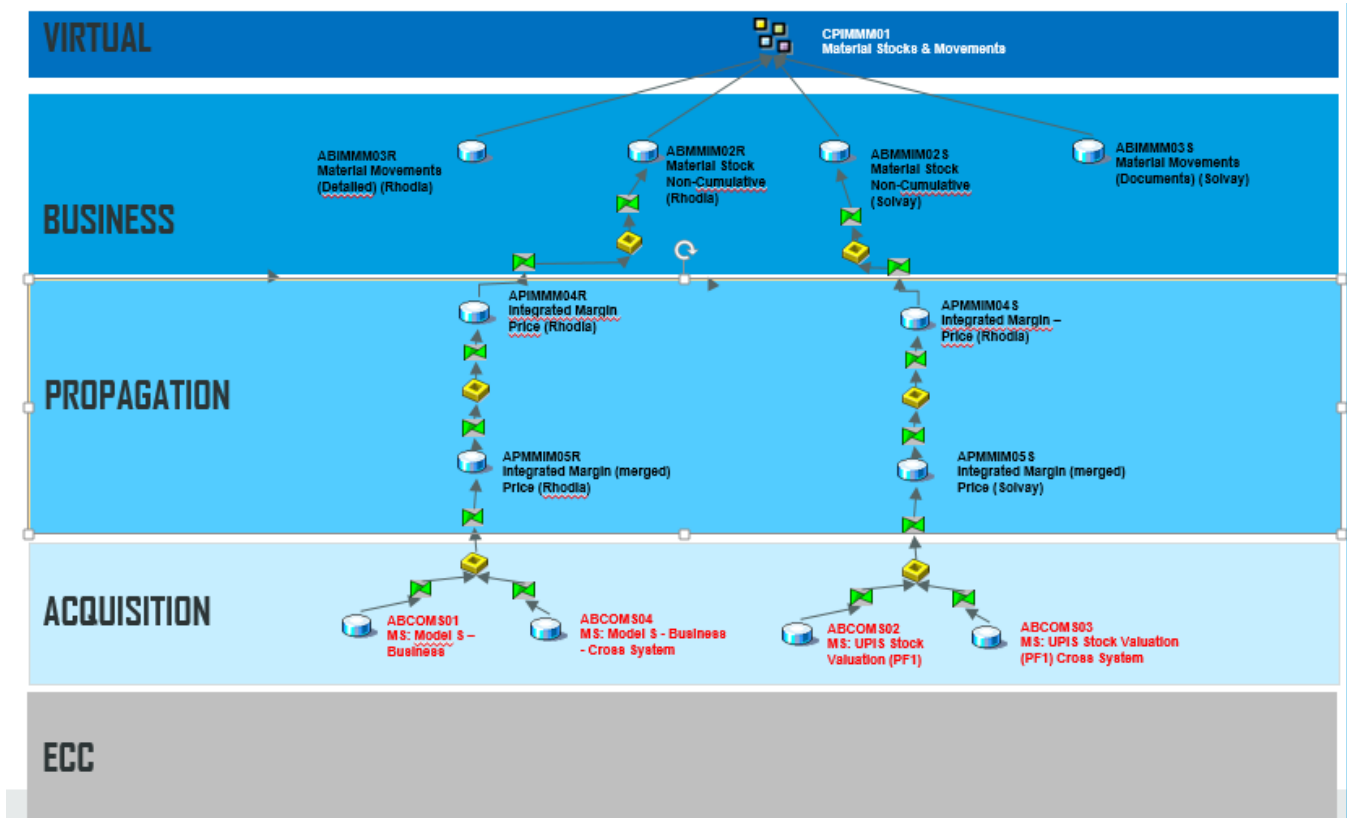 VIRTUAL
CPIMMM01
Material Stocks & Movements
BUSINESS
ABIMMM03R
Material Movements
(Detailed) (Rhodia)
ABMMIM02R
Material Stock
Non-Cumulative
(Rhodia)
ABMMIM02S
Material Stock
Non-Cumulative
(Solvay)
ABIMMM03S
Material Movements
(Documents) (Solvay)
PROPAGATION
APIMMM04R
Integrated Margin
Price (Rhodia)
APMMIM04S
Integrated Margin –
Price (Rhodia)
APMMIM05R
Integrated Margin (merged)
Price (Rhodia)
APMMIM05S
Integrated Margin (merged)
Price (Solvay)
ACQUISITION
ABCOMS01
MS: Model S –
Business
ABCOMS04
MS: Model S - Business
- Cross System
ABCOMS02
MS: UPIS Stock
Valuation (PF1)
ABCOMS03
MS: UPIS Stock Valuation
(PF1) Cross System
ECC